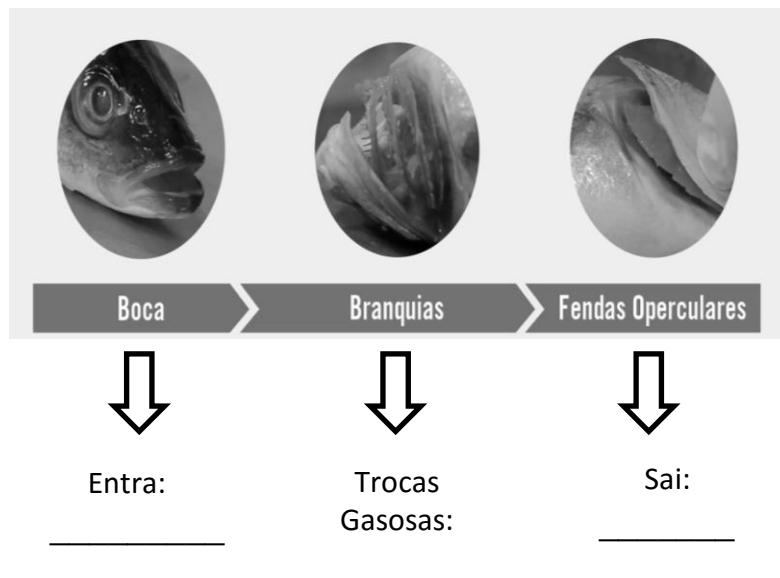 Boca
Branquias
Fendas Operculares
Entra:
Trocas
Gasosas:
Sai: